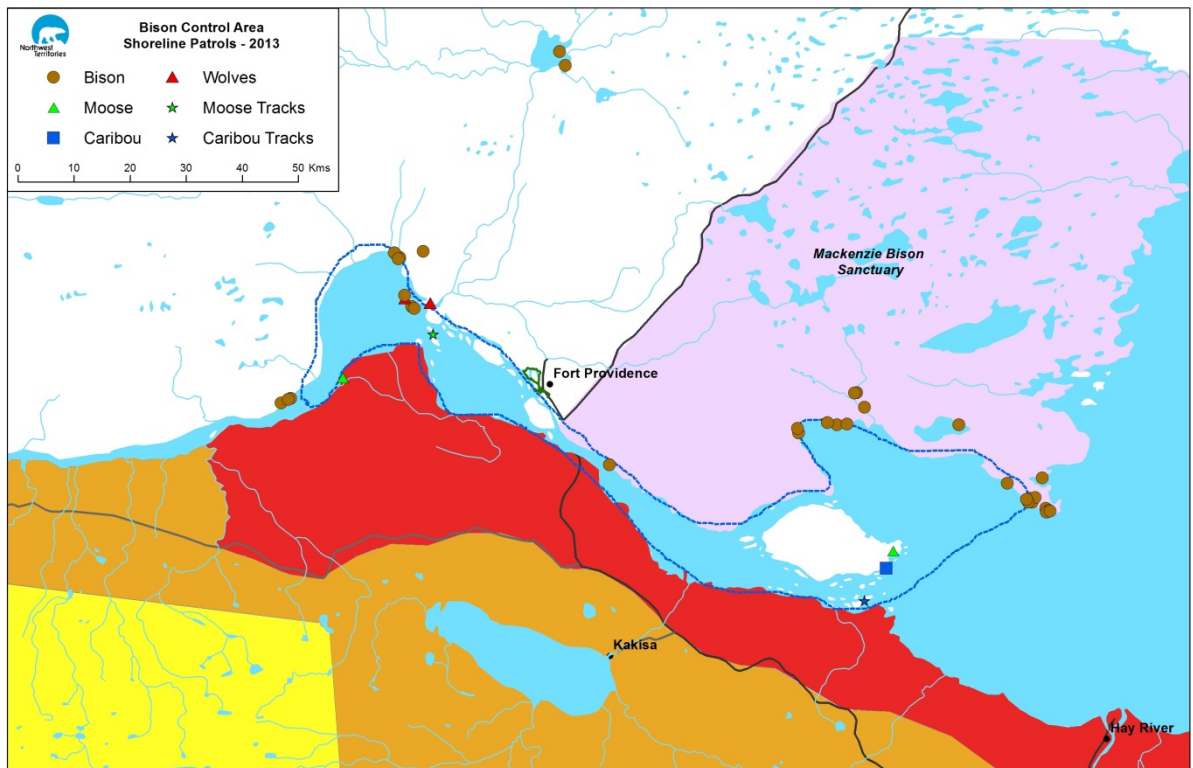 Northwest
Territories
Bison Control Area
Shoreline Patrols - 2013
Bison
Wolves
Moose
Moose Tracks
Caribou
Caribou Tracks
0 10 20 30 40 50 Kms
Mackenzie Bison
Sanctuary
Fort Providence
Kakisa
Hay River